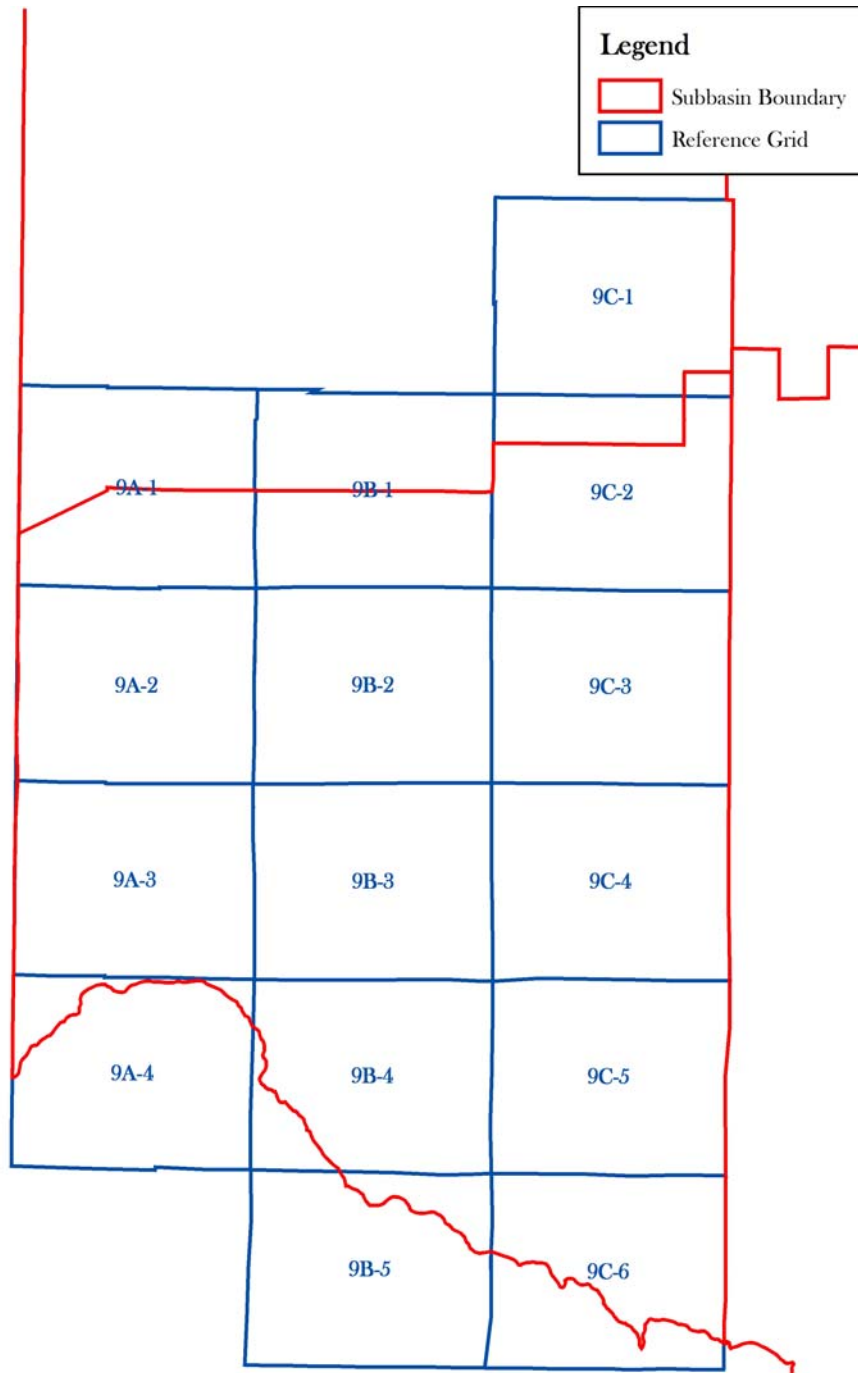 Legend
Subbasin Boundary
Reference Grid
9C-1
9A-1 9B-1 9C-2
9A-2 9B-2 9C-3
9A-3 9B-3 9C-4
9A-4 9B-4 9C-5
9B-5 9C-6